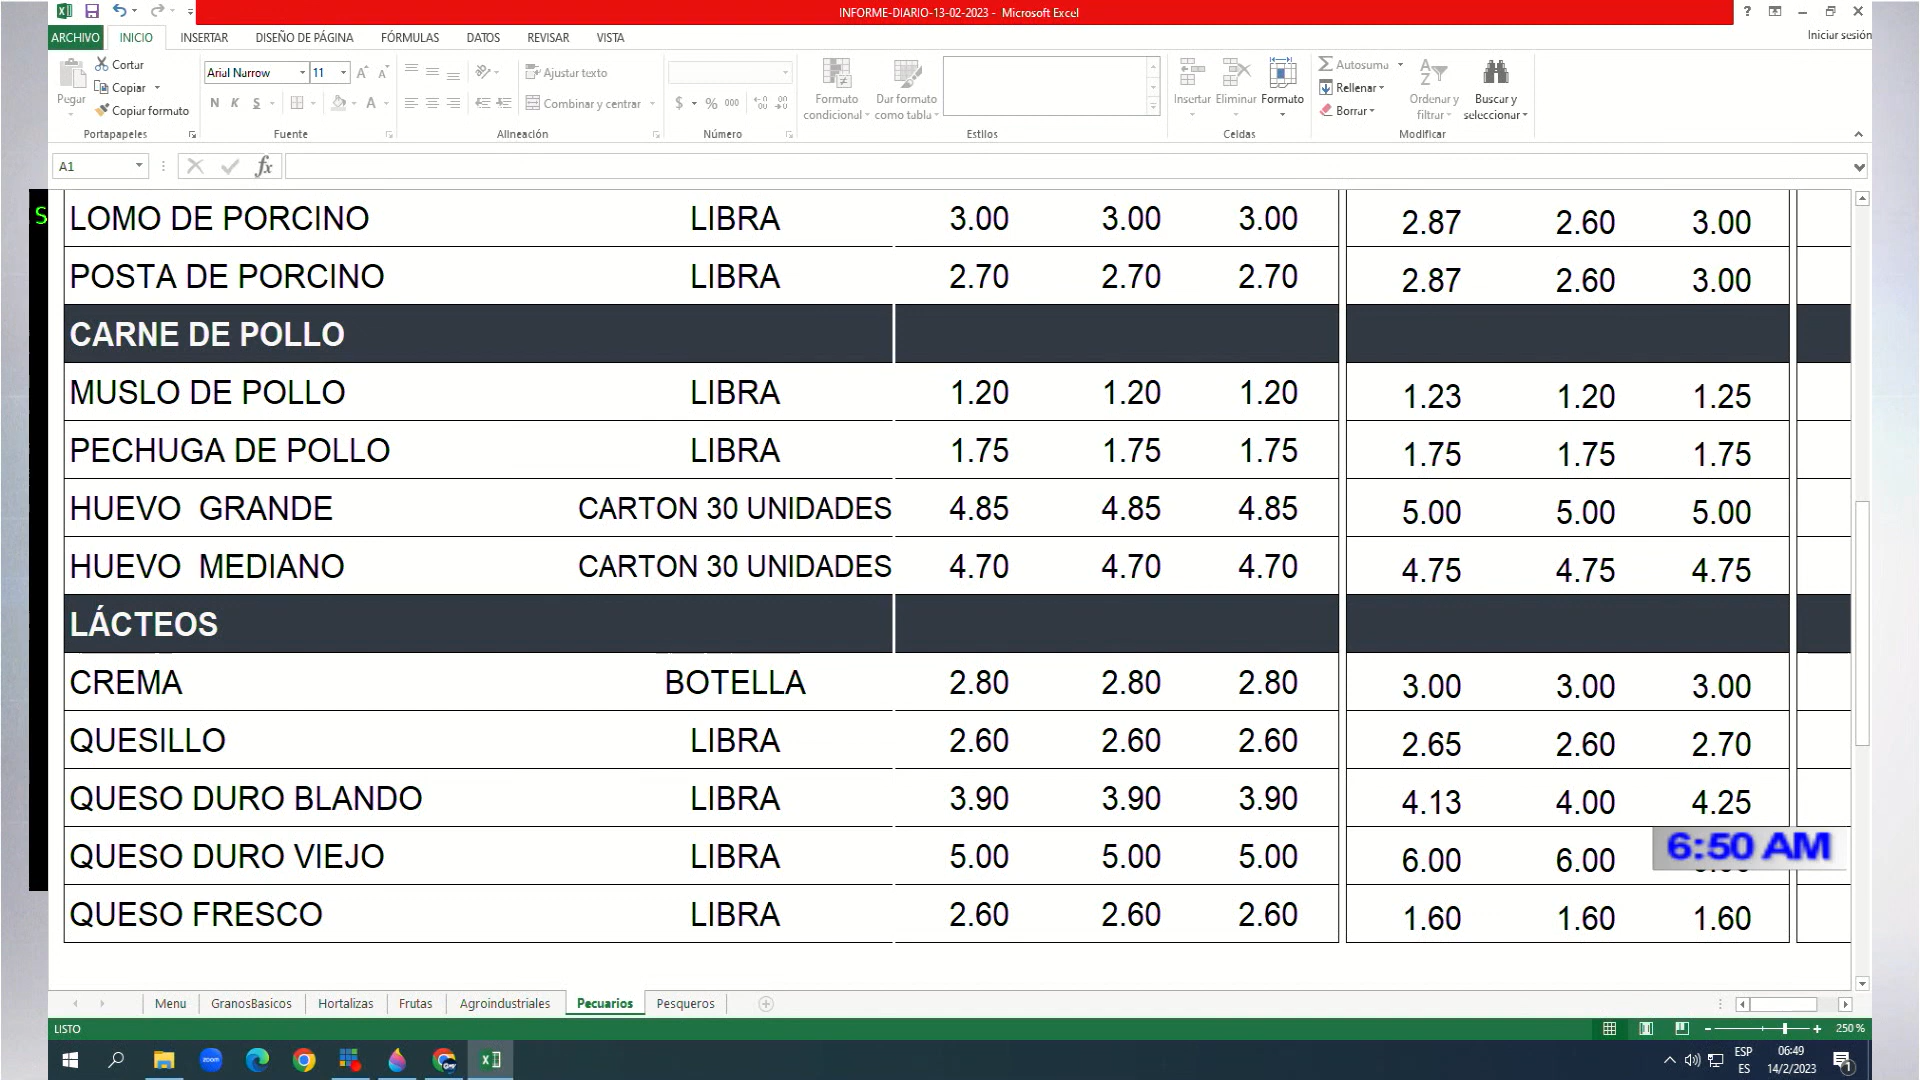 INFORME-DIARIO-13-02-2023 - Microsoft Excel
ARCHIVO INICIO INSERTAR DISEÑO DE PÁGINA FÓRMULAS DATOS REVISAR VISTA Iniciar sesión
Pegar Cortar Copiar Copiar formato Portapapeles
Arial Narrow 11 N K S Fuente
Ajustar texto Combinar y centrar Alineación
$ % 000 Número
Formato condicional Dar formato como tabla Estilos
Insertar Eliminar Formato Celdas
Autosuma Rellenar Borrar Ordenar y filtrar Buscar y seleccionar Modificar
A1 fx
S
LOMO DE PORCINO LIBRA 3.00 3.00 3.00 2.87 2.60 3.00
POSTA DE PORCINO LIBRA 2.70 2.70 2.70 2.87 2.60 3.00
CARNE DE POLLO
MUSLO DE POLLO LIBRA 1.20 1.20 1.20 1.23 1.20 1.25
PECHUGA DE POLLO LIBRA 1.75 1.75 1.75 1.75 1.75 1.75
HUEVO GRANDE CARTON 30 UNIDADES 4.85 4.85 4.85 5.00 5.00 5.00
HUEVO MEDIANO CARTON 30 UNIDADES 4.70 4.70 4.70 4.75 4.75 4.75
LÁCTEOS
CREMA BOTELLA 2.80 2.80 2.80 3.00 3.00 3.00
QUESILLO LIBRA 2.60 2.60 2.60 2.65 2.60 2.70
QUESO DURO BLANDO LIBRA 3.90 3.90 3.90 4.13 4.00 4.25
QUESO DURO VIEJO LIBRA 5.00 5.00 5.00 6.00 6.00
6:50 AM
QUESO FRESCO LIBRA 2.60 2.60 2.60 1.60 1.60 1.60
Menu GranosBasicos Hortalizas Frutas Agroindustriales Pecuarios Pesqueros
LISTO 250 %
zoom ESP ES 06:49 14/2/2023 1